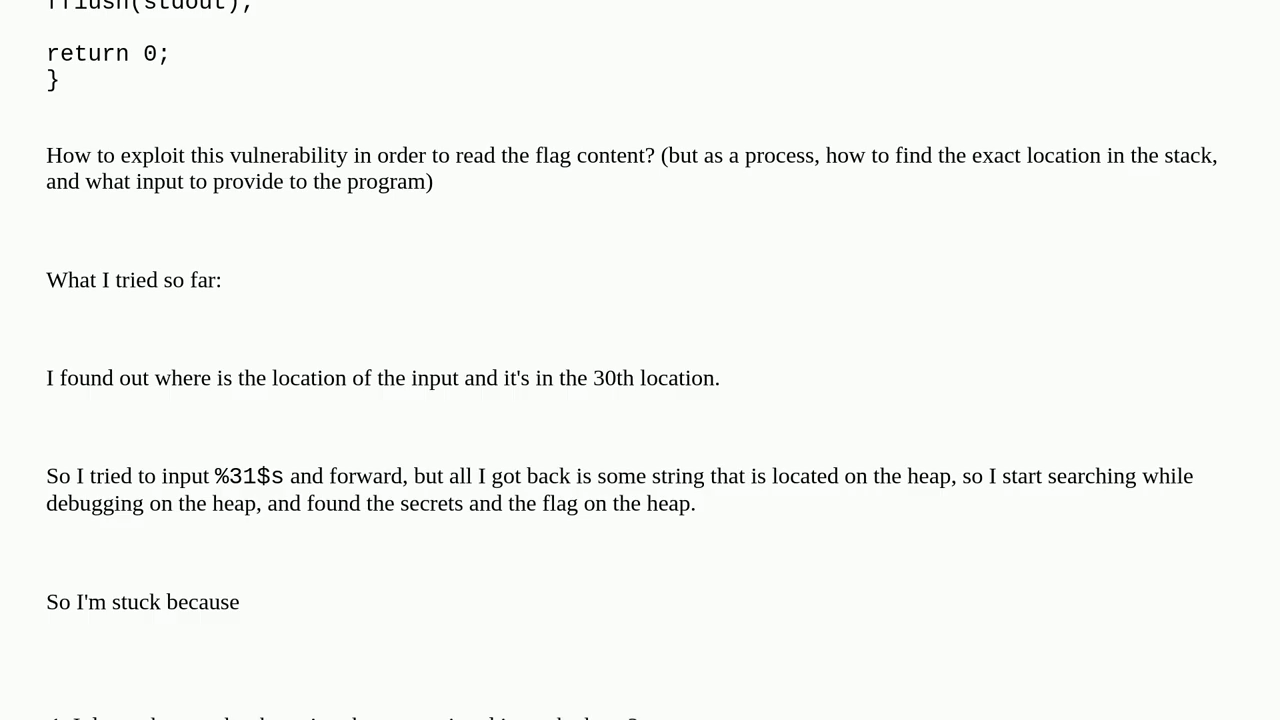 fflush(stdout);
return 0;
}
How to exploit this vulnerability in order to read the flag content? (but as a process, how to find the exact location in the stack,
and what input to provide to the program)
What I tried so far:
I found out where is the location of the input and it's in the 30th location.
So I tried to input %31$s and forward, but all I got back is some string that is located on the heap, so I start searching while
debugging on the heap, and found the secrets and the flag on the heap.
So I'm stuck because